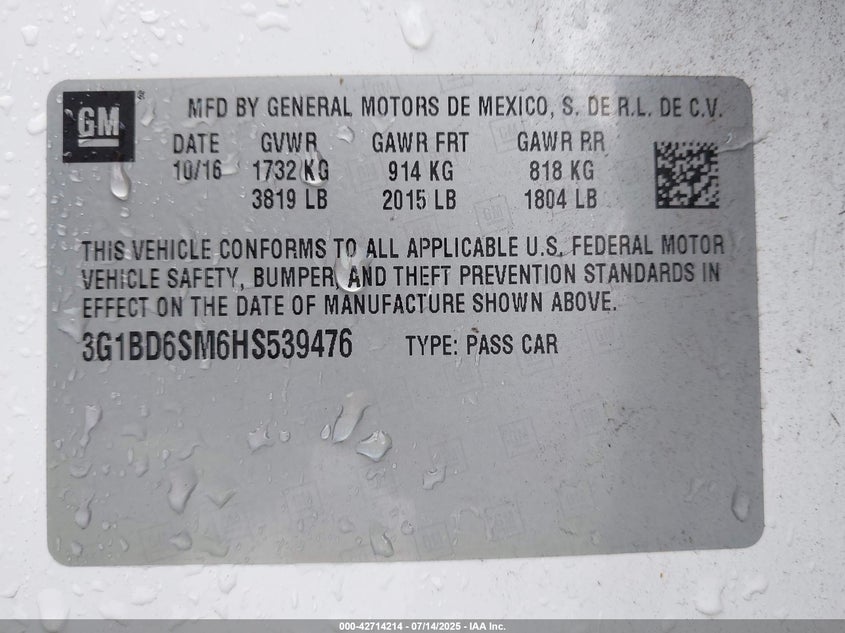 GM
MFD BY GENERAL MOTORS DE MEXICO, S. DE R.L. DE C.V.
DATE GVWR GAWR FRT GAWR RR
10/16 1732 KG 914 KG 818 KG
3819 LB 2015 LB 1804 LB
THIS VEHICLE CONFORMS TO ALL APPLICABLE U.S. FEDERAL MOTOR
VEHICLE SAFETY, BUMPER, AND THEFT PREVENTION STANDARDS IN
EFFECT ON THE DATE OF MANUFACTURE SHOWN ABOVE.
3G1BD6SM6HS539476 TYPE: PASS CAR
000-42714214 - 07/14/2025 - IAA Inc.